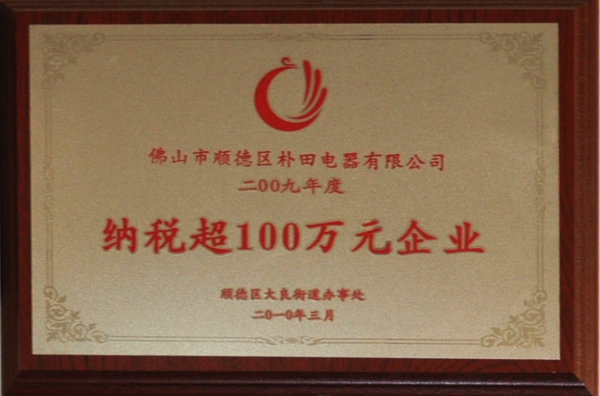 佛山市顺德区朴田电器有限公司
二00九年度
纳税超100万元企业
顺德区大良街道办事处
二0一0年三月